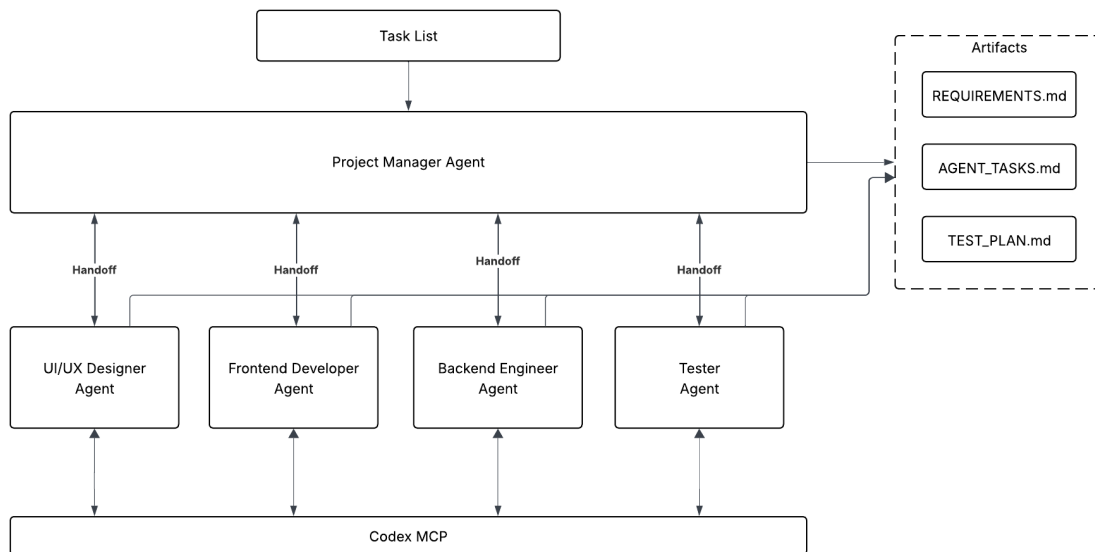 Task List
Artifacts
REQUIREMENTS.md
Project Manager Agent
AGENT_TASKS.md
TEST_PLAN.md
Handoff
Handoff
Handoff
Handoff
UI/UX Designer
Agent
Frontend Developer
Agent
Backend Engineer
Agent
Tester
Agent
Codex MCP